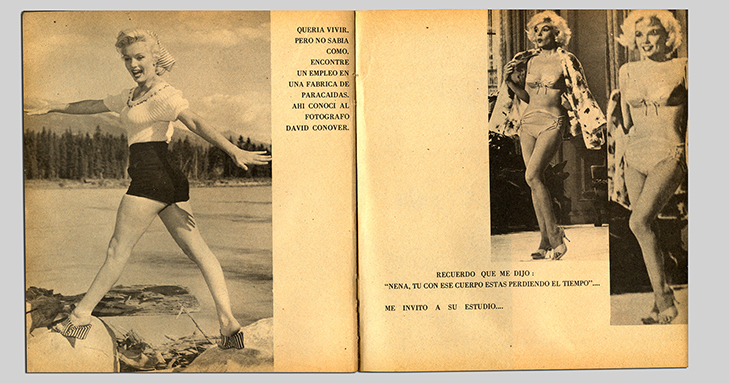 QUERIA VIVIR,
PERO NO SABIA
COMO.
ENCONTRE
UN EMPLEO EN
UNA FABRICA DE
PARACAIDAS.
AHI CONOCI AL
FOTOGRAFO
DAVID CONOVER.
RECUERDO QUE ME DIJO:
"NENA, TU CON ESE CUERPO ESTAS PERDIENDO EL TIEMPO"....
ME INVITO A SU ESTUDIO....